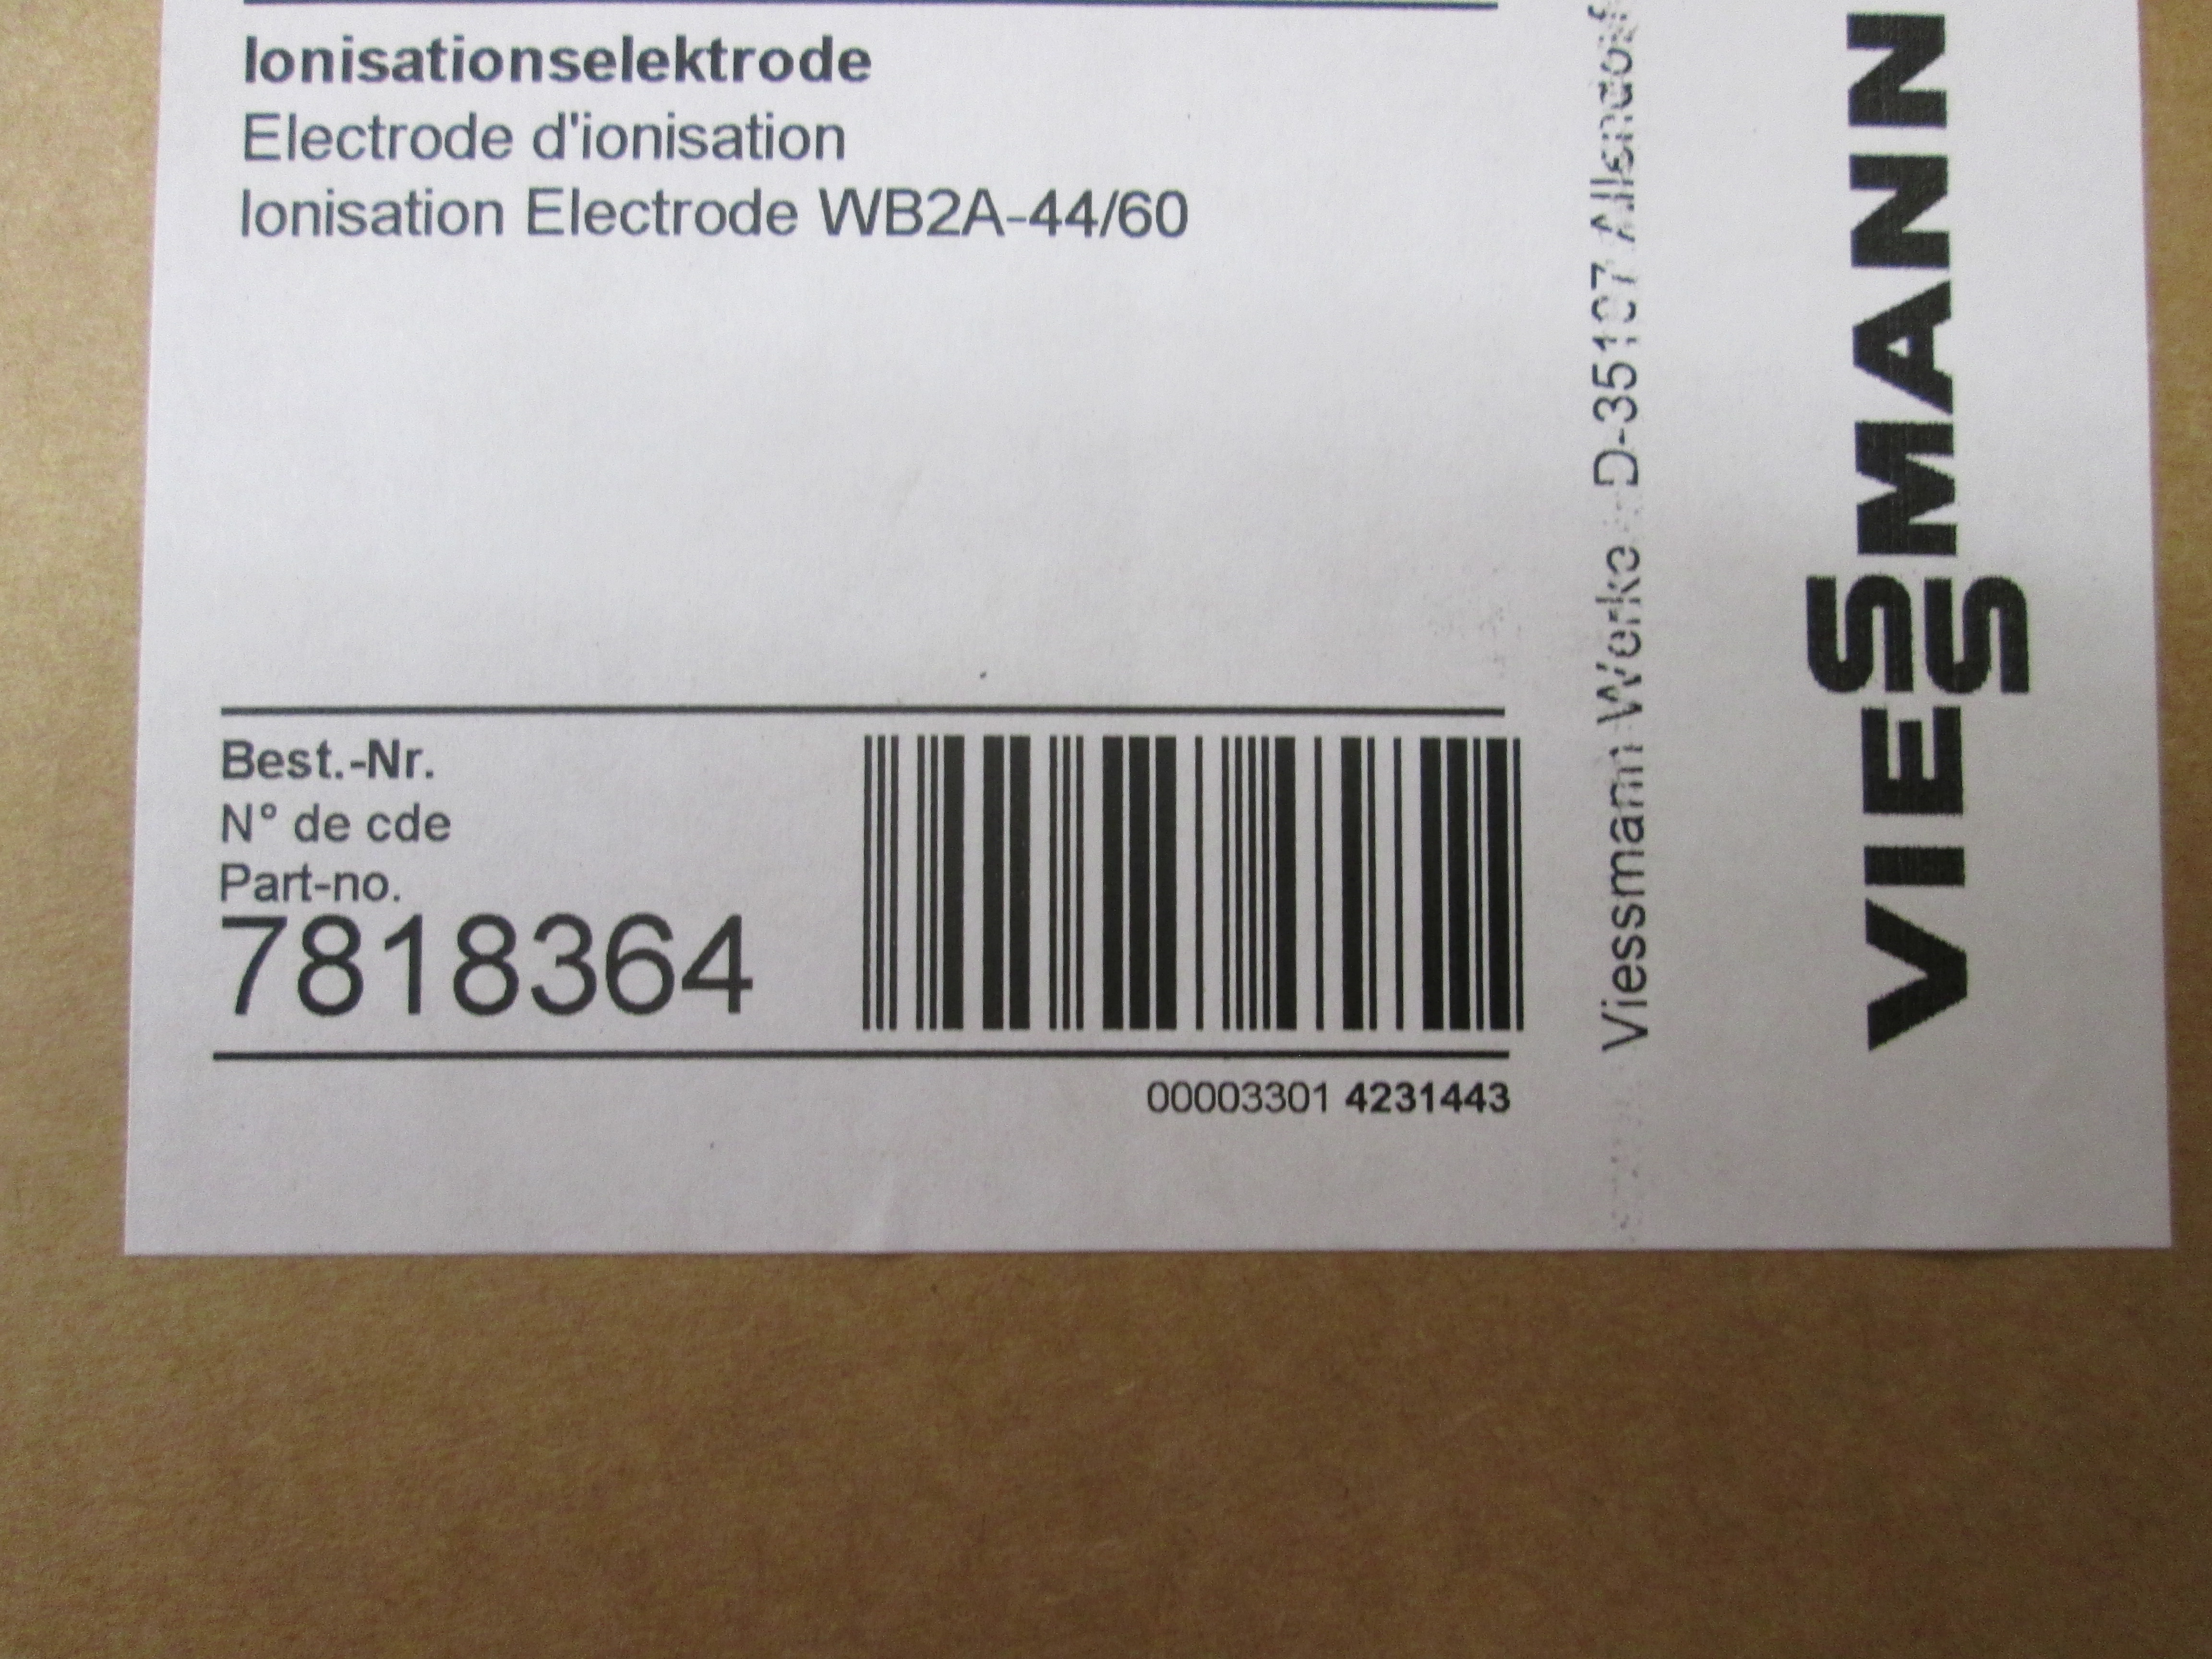 Ionisationselektrode
Electrode d'ionisation
Ionisation Electrode WB2A-44/60
Best.-Nr.
N° de cde
Part-no.
7818364
00003301 4231443
Viessmann Werke D-35107 Allendorf
VIESSMANN